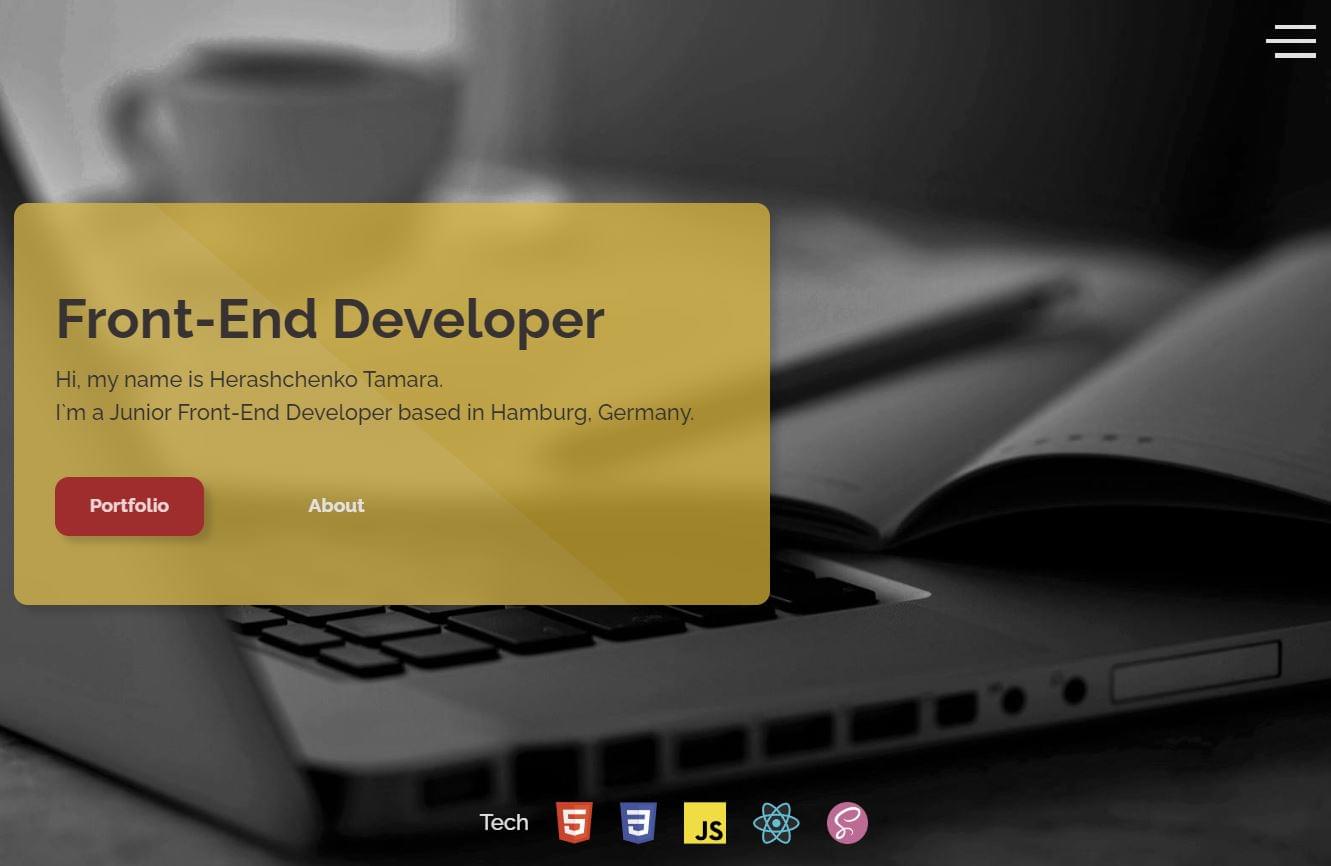 Front-End Developer
Hi, my name is Herashchenko Tamara.
I`m a Junior Front-End Developer based in Hamburg, Germany.
Portfolio
About
Tech
5
3
JS
S